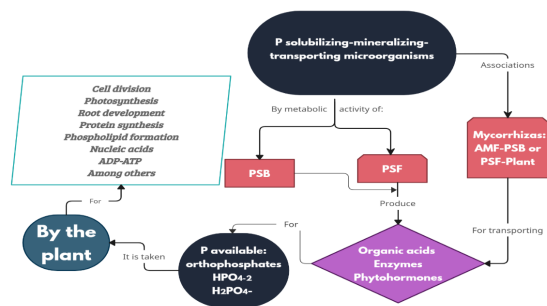 P solubilizing-mineralizing-
transporting microorganisms
Associations
By metabolic activity of:
Mycorrhizas:
AMF-PSB or
PSF-Plant
PSB
PSF
Produce
For transporting
Organic acids
Enzymes
Phytohormones
For
P available:
orthophosphates
HPO4-2
H2PO4-
It is taken
By the
plant
For
Cell division
Photosynthesis
Root development
Protein synthesis
Phospholipid formation
Nucleic acids
ADP-ATP
Among others